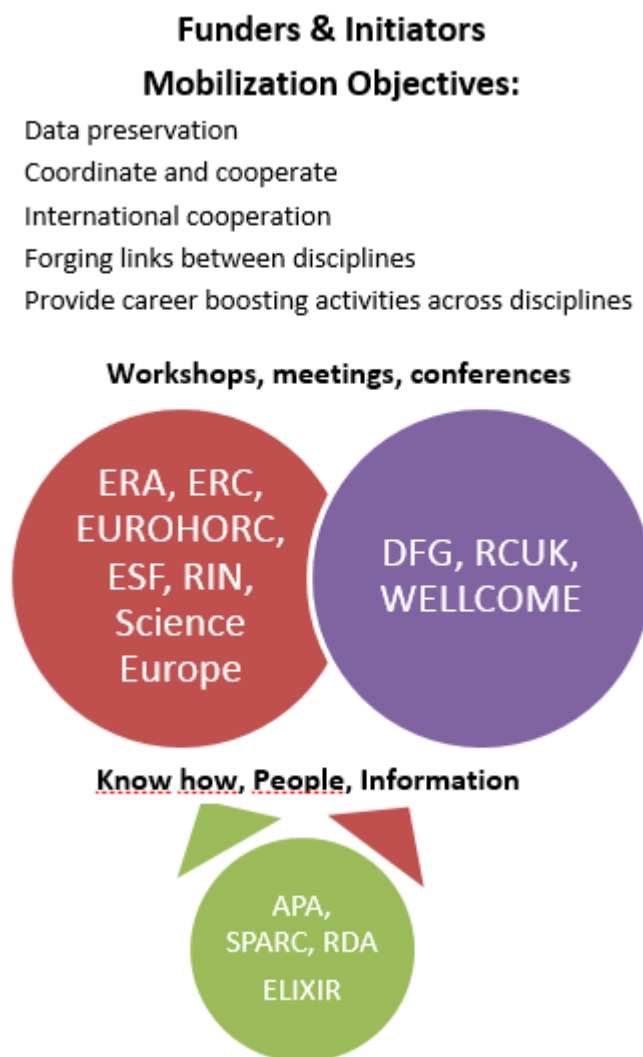 Funders & Initiators
Mobilization Objectives:
Data preservation
Coordinate and cooperate
International cooperation
Forging links between disciplines
Provide career boosting activities across disciplines
Workshops, meetings, conferences
ERA, ERC,
EUROHORC,
ESF, RIN,
Science
Europe
DFG, RCUK,
WELLCOME
Know how, People, Information
APA,
SPARC, RDA
ELIXIR